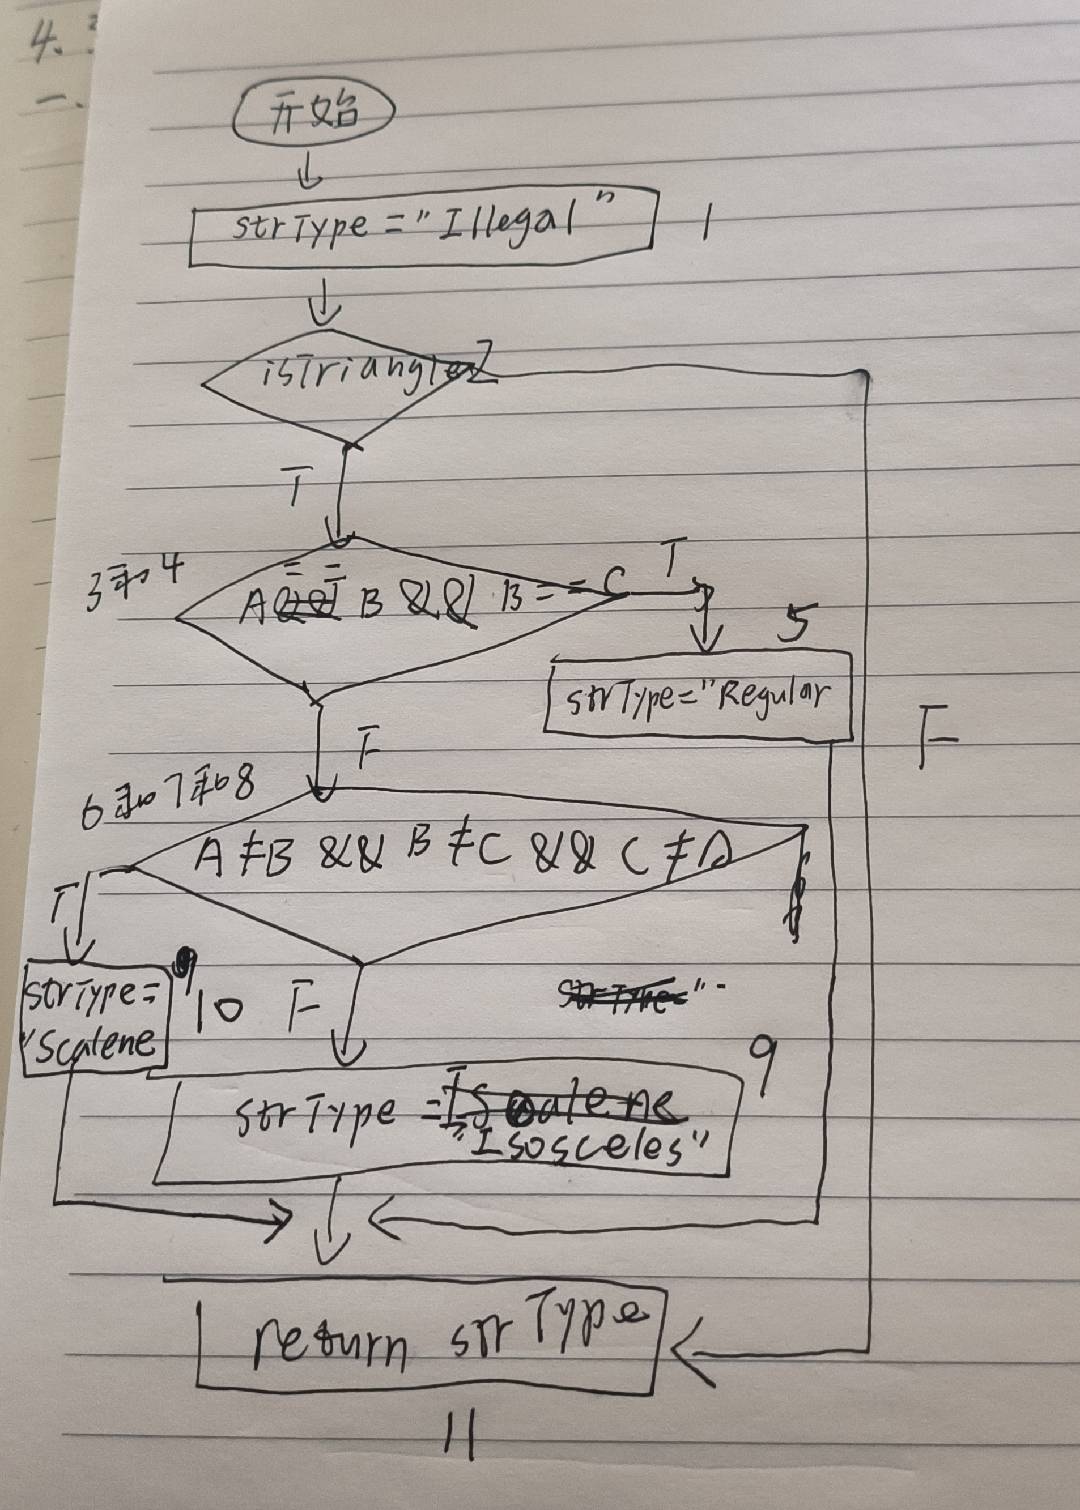 4.
一、
开始
strType="Illegal"
1
isTriangle
2
T
3和4
A==B && B==C
T
5
strType="Regular
F
F
6和7和8
A≠B && B≠C && C≠A
T
strType=
"Scalene
10
F
9
strType=
"Isosceles"
return strType
11